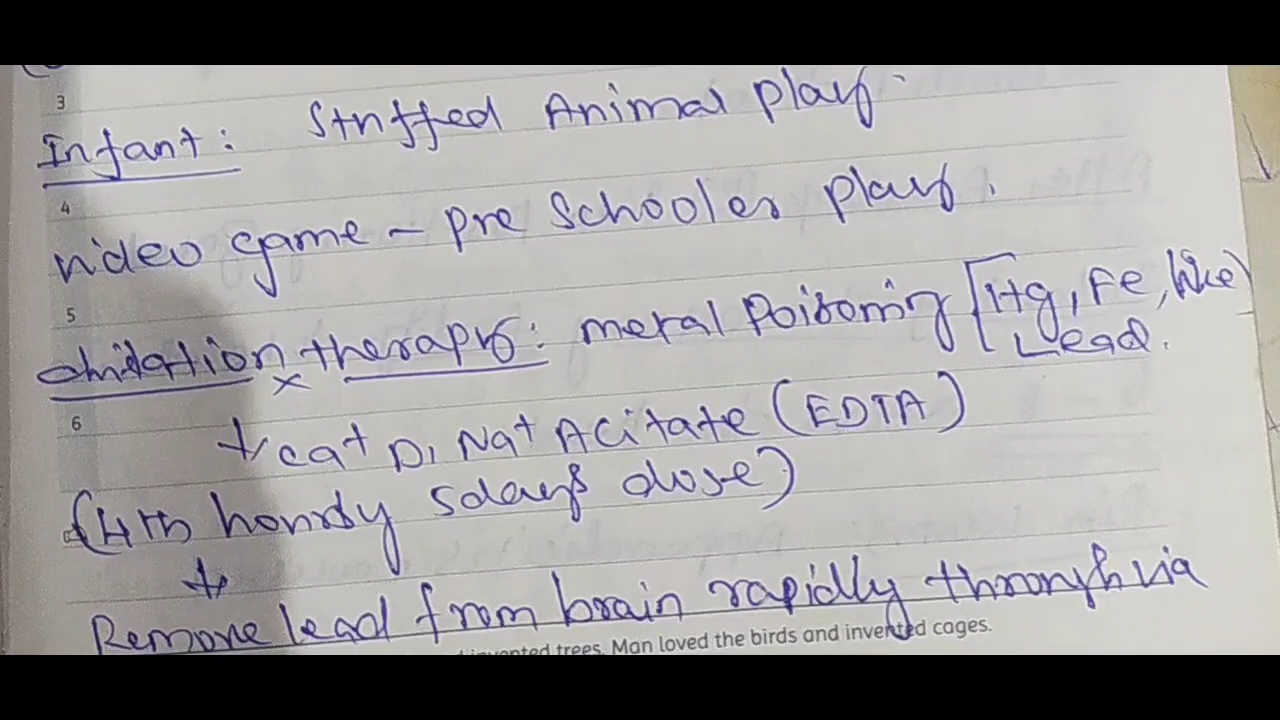 3
Infant: Stuffed Animal play.
4
video game - pre schooler play.
5
chilation therapy: metal Poisoning [Hg, Fe, like
Lead.
x
6
ca+ Di Na+ Acitate (EDTA)
(4th hourly 5days dose)
Remove lead from brain rapidly through via
invented trees. Man loved the birds and invented cages.